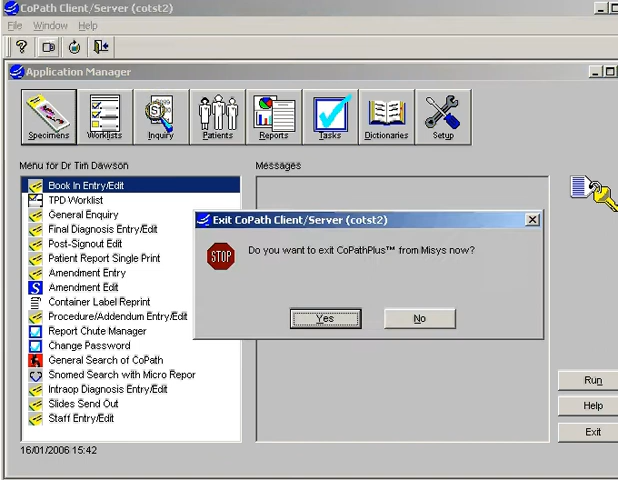 CoPath Client/Server (cotst2)
File Window Help
Application Manager
Specimens Worklists Inquiry Patients Reports Tasks Dictionaries Setup
Menu for Dr Tim Dawson
Messages
Book In Entry/Edit
TPD Worklist
General Enquiry
Final Diagnosis Entry/Edit
Post-Signout Edit
Patient Report Single Print
Amendment Entry
Amendment Edit
Container Label Reprint
Procedure/Addendum Entry/Edit
Report Chute Manager
Change Password
General Search of CoPath
Snomed Search with Micro Repor
Intraop Diagnosis Entry/Edit
Slides Send Out
Staff Entry/Edit
Exit CoPath Client/Server (cotst2)
STOP
Do you want to exit CoPathPlus™ from Misys now?
Yes No
Run
Help
Exit
16/01/2006 15:42